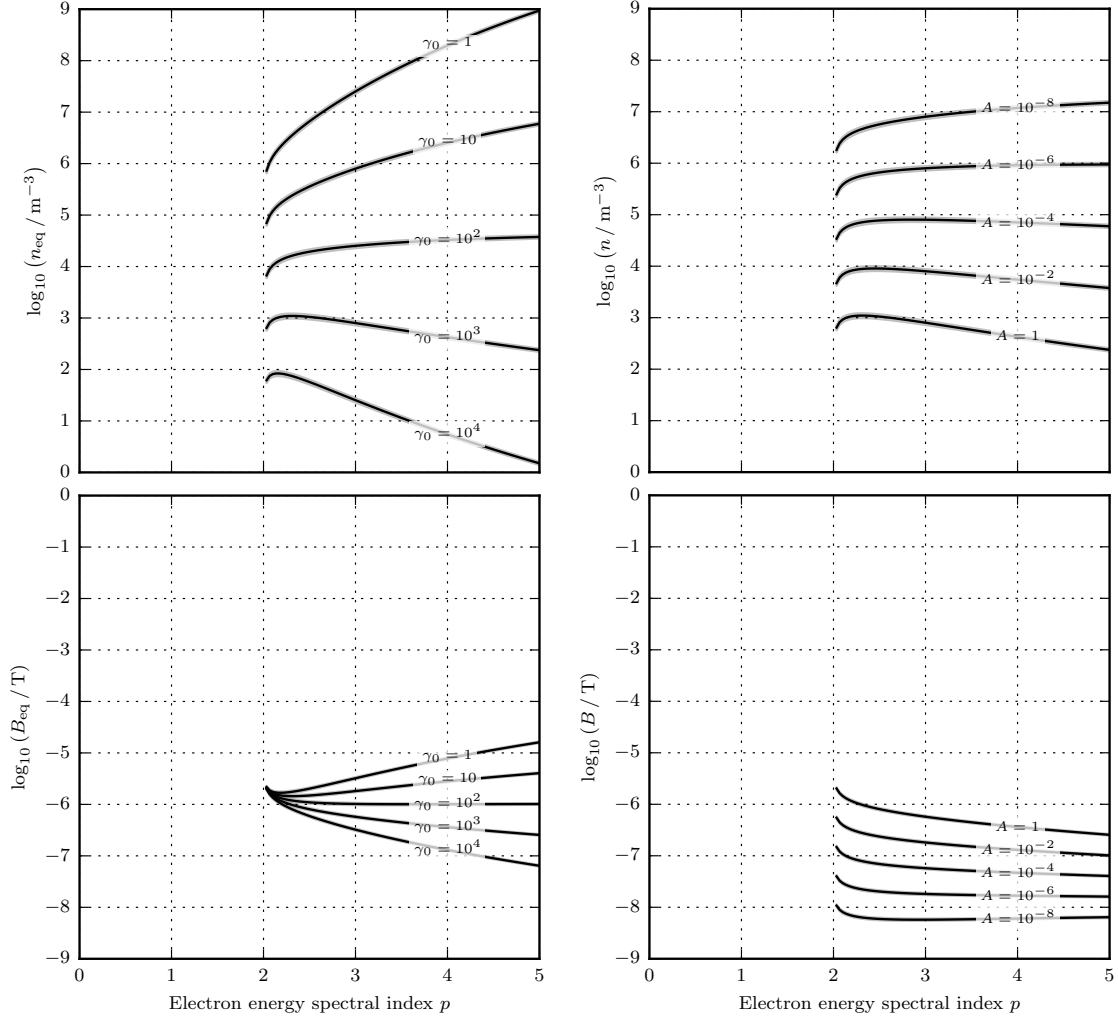 9
8
7
6
5
4
3
2
1
0
log₁₀ (n_eq / m⁻³)
γ₀ = 1
γ₀ = 10
γ₀ = 10²
γ₀ = 10³
γ₀ = 10⁴
9
8
7
6
5
4
3
2
1
0
log₁₀ (n / m⁻³)
A = 10⁻⁸
A = 10⁻⁶
A = 10⁻⁴
A = 10⁻²
A = 1
0
−1
−2
−3
−4
−5
−6
−7
−8
−9
log₁₀ (B_eq / T)
γ₀ = 1
γ₀ = 10
γ₀ = 10²
γ₀ = 10³
γ₀ = 10⁴
0 1 2 3 4 5
Electron energy spectral index p
0
−1
−2
−3
−4
−5
−6
−7
−8
−9
log₁₀ (B / T)
A = 1
A = 10⁻²
A = 10⁻⁴
A = 10⁻⁶
A = 10⁻⁸
0 1 2 3 4 5
Electron energy spectral index p